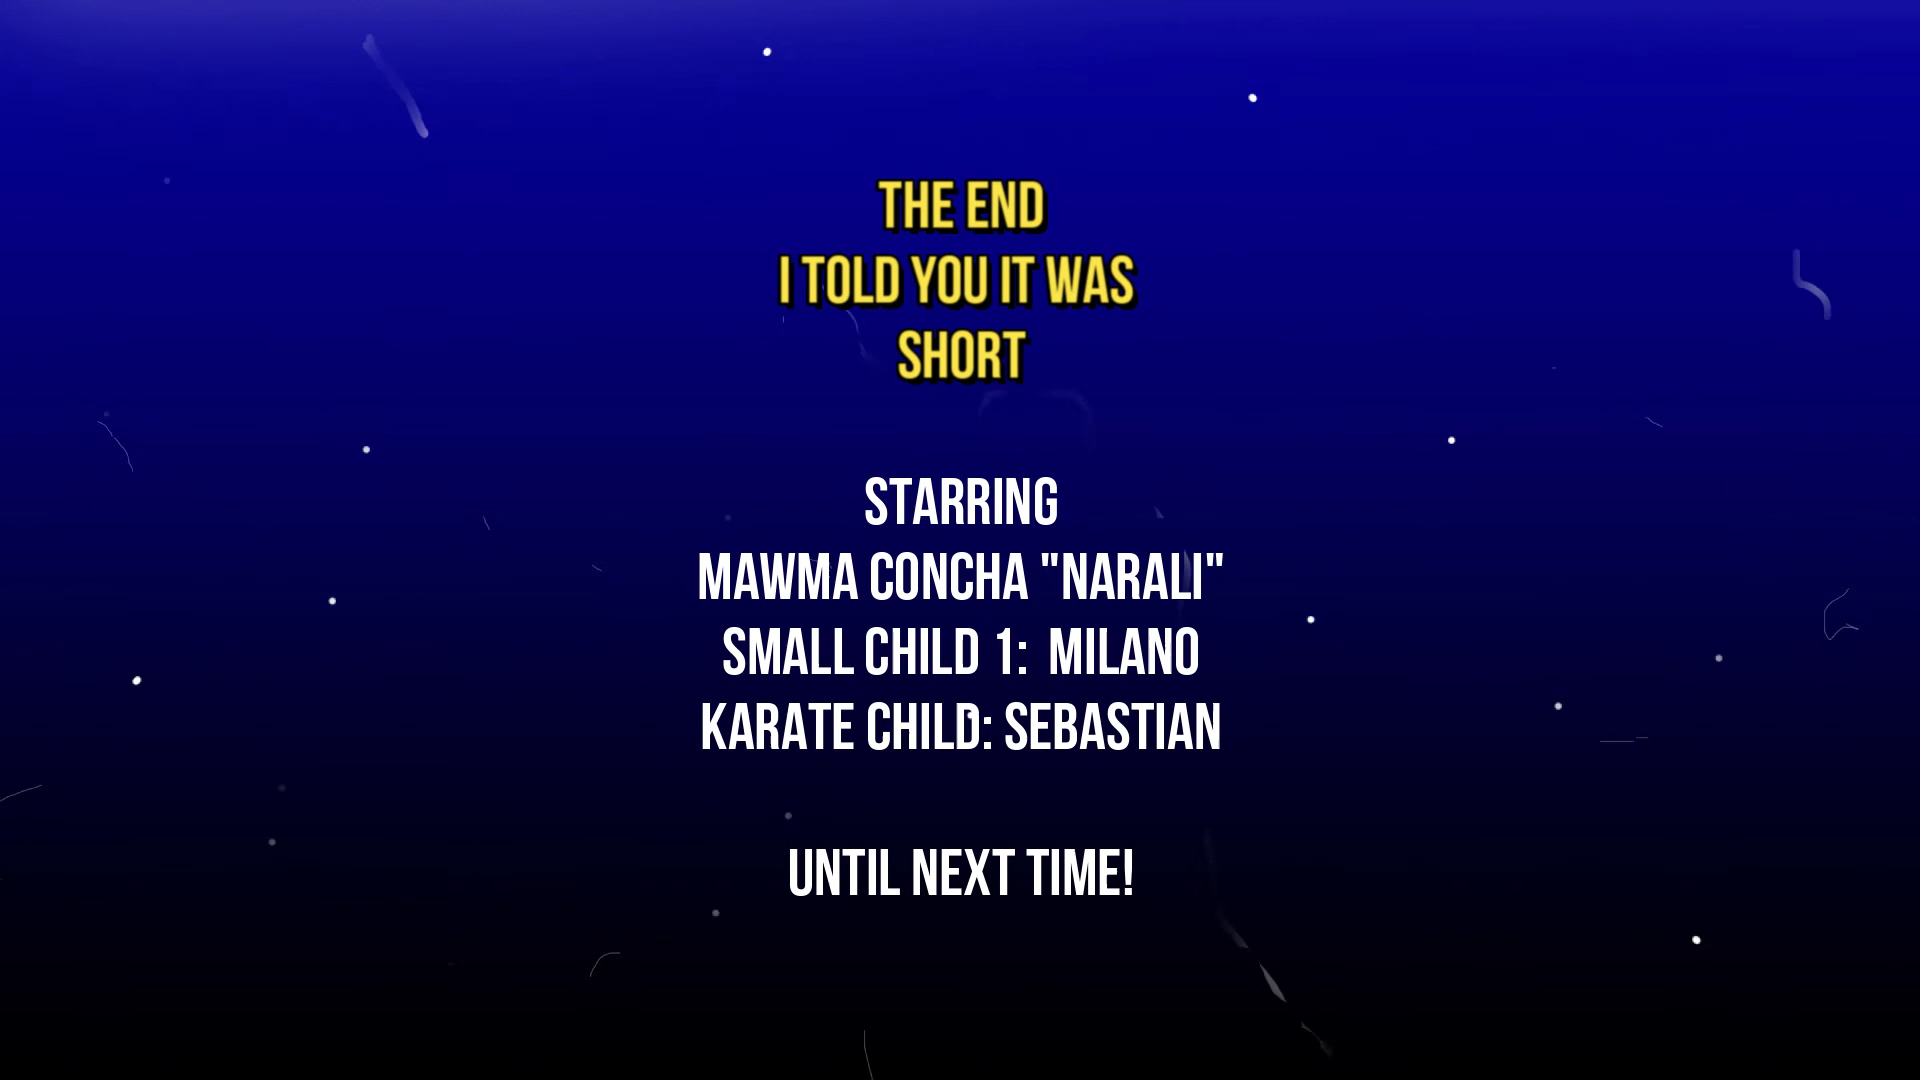 THE END
I TOLD YOU IT WAS
SHORT
STARRING
MAWMA CONCHA "NARALI"
SMALL CHILD 1:  MILANO
KARATE CHILD: SEBASTIAN
UNTIL NEXT TIME!